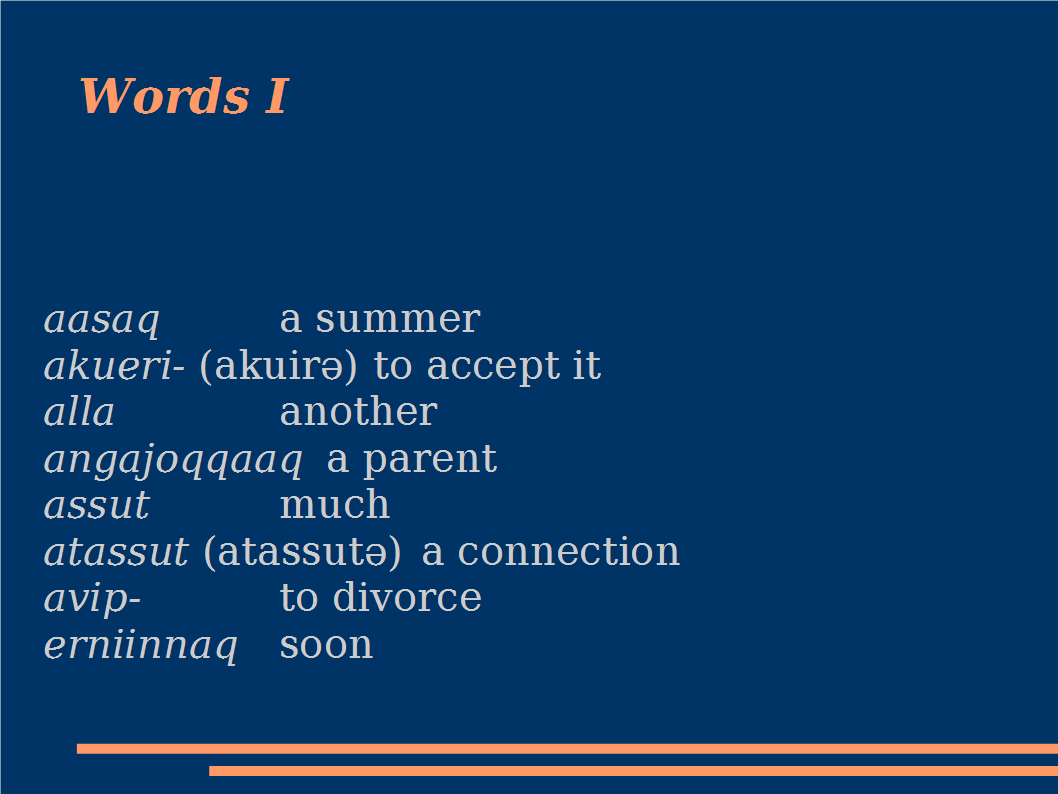 Words I
aasaq a summer
akueri- (akuirə) to accept it
alla another
angajoqqaaq a parent
assut much
atassut (atassutə) a connection
avip- to divorce
erniinnaq soon